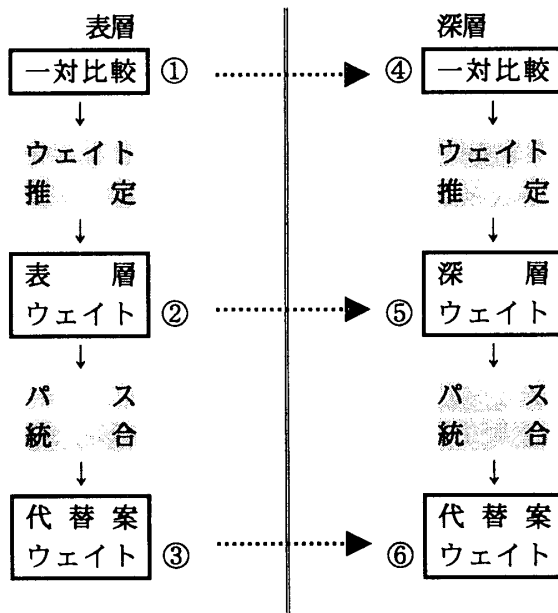 表層
一対比較 ①
ウェイト
推定
表層
ウェイト ②
パス
統合
代替案
ウェイト ③
深層
④ 一対比較
ウェイト
推定
深層
⑤ ウェイト
パス
統合
代替案
⑥ ウェイト